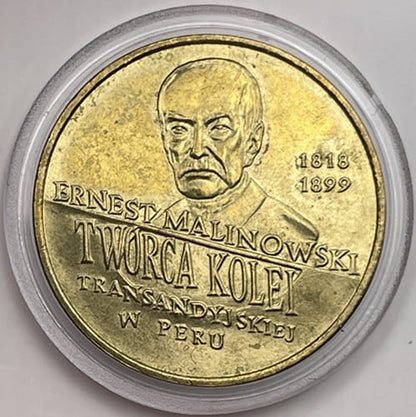 1818
1899
ERNEST MALINOWSKI
TWÓRCA KOLEI
TRANSANDYJSKIEJ
W PERU